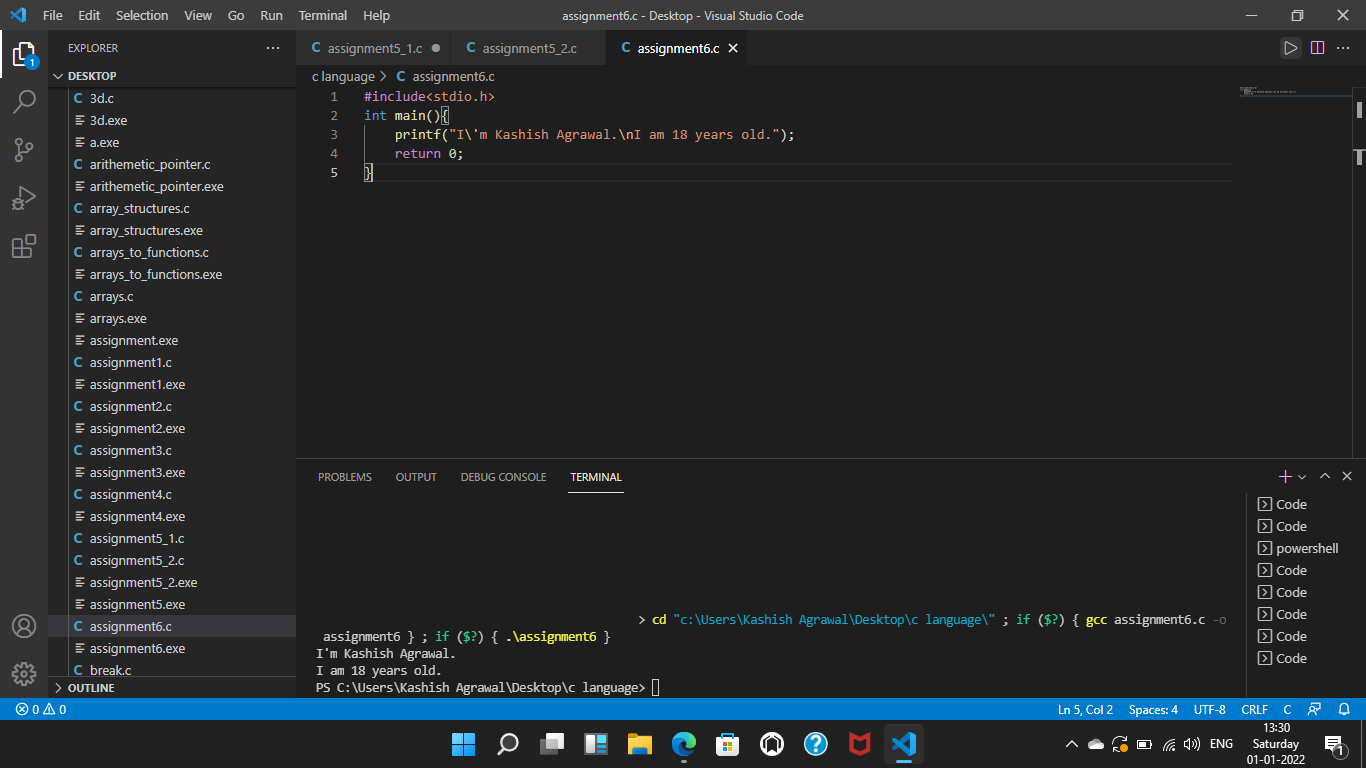 File Edit Selection View Go Run Terminal Help assignment6.c - Desktop - Visual Studio Code
EXPLORER
1
DESKTOP
3d.c
3d.exe
a.exe
arithemetic_pointer.c
arithemetic_pointer.exe
array_structures.c
array_structures.exe
arrays_to_functions.c
arrays_to_functions.exe
arrays.c
arrays.exe
assignment.exe
assignment1.c
assignment1.exe
assignment2.c
assignment2.exe
assignment3.c
assignment3.exe
assignment4.c
assignment4.exe
assignment5_1.c
assignment5_2.c
assignment5_2.exe
assignment5.exe
assignment6.c
assignment6.exe
break.c
OUTLINE
C assignment5_1.c C assignment5_2.c C assignment6.c
c language > C assignment6.c
1 #include<stdio.h>
2 int main(){
3 printf("I\'m Kashish Agrawal.\nI am 18 years old.");
4 return 0;
5 }
PROBLEMS OUTPUT DEBUG CONSOLE TERMINAL
> cd "c:\Users\Kashish Agrawal\Desktop\c language\" ; if ($?) { gcc assignment6.c -o
assignment6 } ; if ($?) { .\assignment6 }
I'm Kashish Agrawal.
I am 18 years old.
PS C:\Users\Kashish Agrawal\Desktop\c language>
Code
Code
powershell
Code
Code
Code
Code
Code
0 0 Ln 5, Col 2 Spaces: 4 UTF-8 CRLF C
ENG
13:30
Saturday
01-01-2022
1